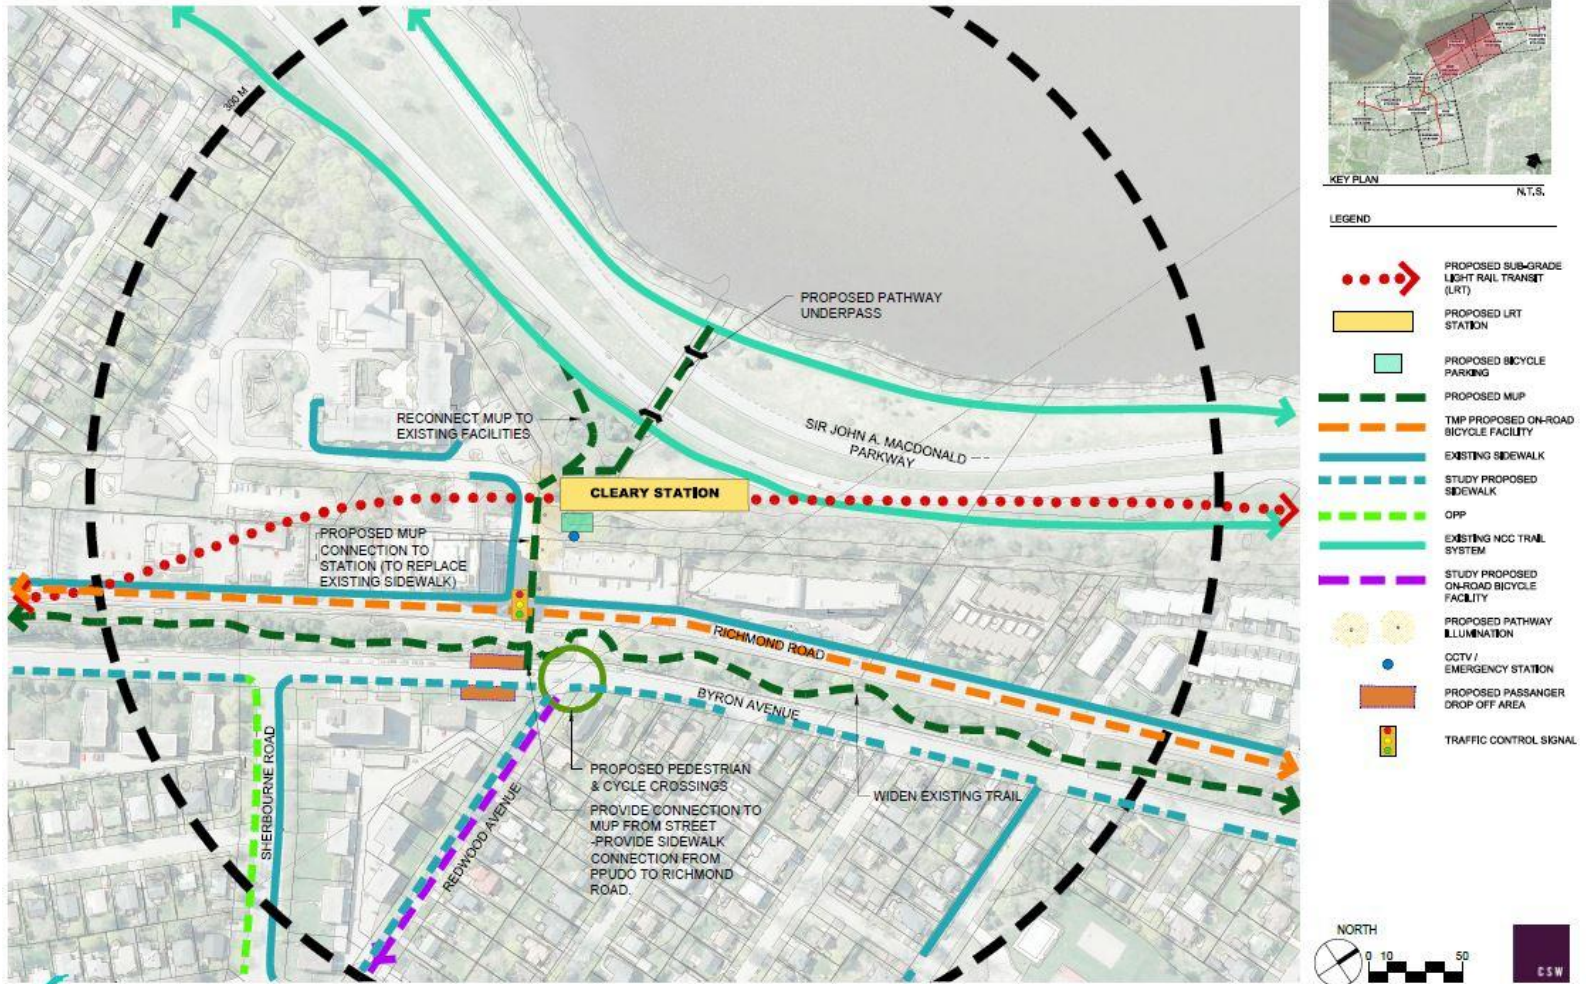 300 M
PROPOSED PATHWAY
UNDERPASS
RECONNECT MUP TO
EXISTING FACILITIES
SIR JOHN A. MACDONALD
PARKWAY
CLEARY STATION
PROPOSED MUP
CONNECTION TO
STATION (TO REPLACE
EXISTING SIDEWALK)
RICHMOND ROAD
BYRON AVENUE
SHERBOURNE ROAD
REDWOOD AVENUE
PROPOSED PEDESTRIAN
& CYCLE CROSSINGS
PROVIDE CONNECTION TO
MUP FROM STREET
-PROVIDE SIDEWALK
CONNECTION FROM
PPUDO TO RICHMOND
ROAD.
WIDEN EXISTING TRAIL
KEY PLAN
N.T.S.
LEGEND
PROPOSED SUB-GRADE
LIGHT RAIL TRANSIT
(LRT)
PROPOSED LRT
STATION
PROPOSED BICYCLE
PARKING
PROPOSED MUP
TMP PROPOSED ON-ROAD
BICYCLE FACILITY
EXISTING SIDEWALK
STUDY PROPOSED
SIDEWALK
OPP
EXISTING NCC TRAIL
SYSTEM
STUDY PROPOSED
ON-ROAD BICYCLE
FACILITY
PROPOSED PATHWAY
ILLUMINATION
CCTV /
EMERGENCY STATION
PROPOSED PASSANGER
DROP OFF AREA
TRAFFIC CONTROL SIGNAL
NORTH
0 10 50
CSW